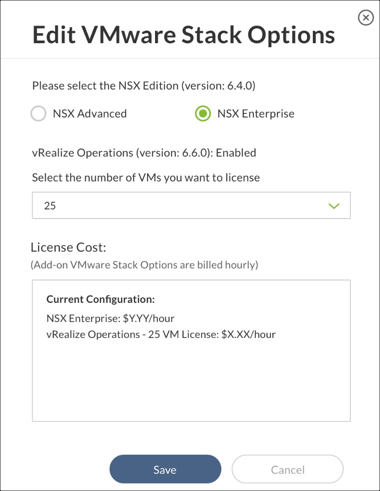 Edit VMware Stack Options
Please select the NSX Edition (version: 6.4.0)
NSX Advanced NSX Enterprise
vRealize Operations (version: 6.6.0): Enabled
Select the number of VMs you want to license
25
License Cost:
(Add-on VMware Stack Options are billed hourly)
Current Configuration:
NSX Enterprise: $Y.YY/hour
vRealize Operations - 25 VM License: $X.XX/hour
Save Cancel